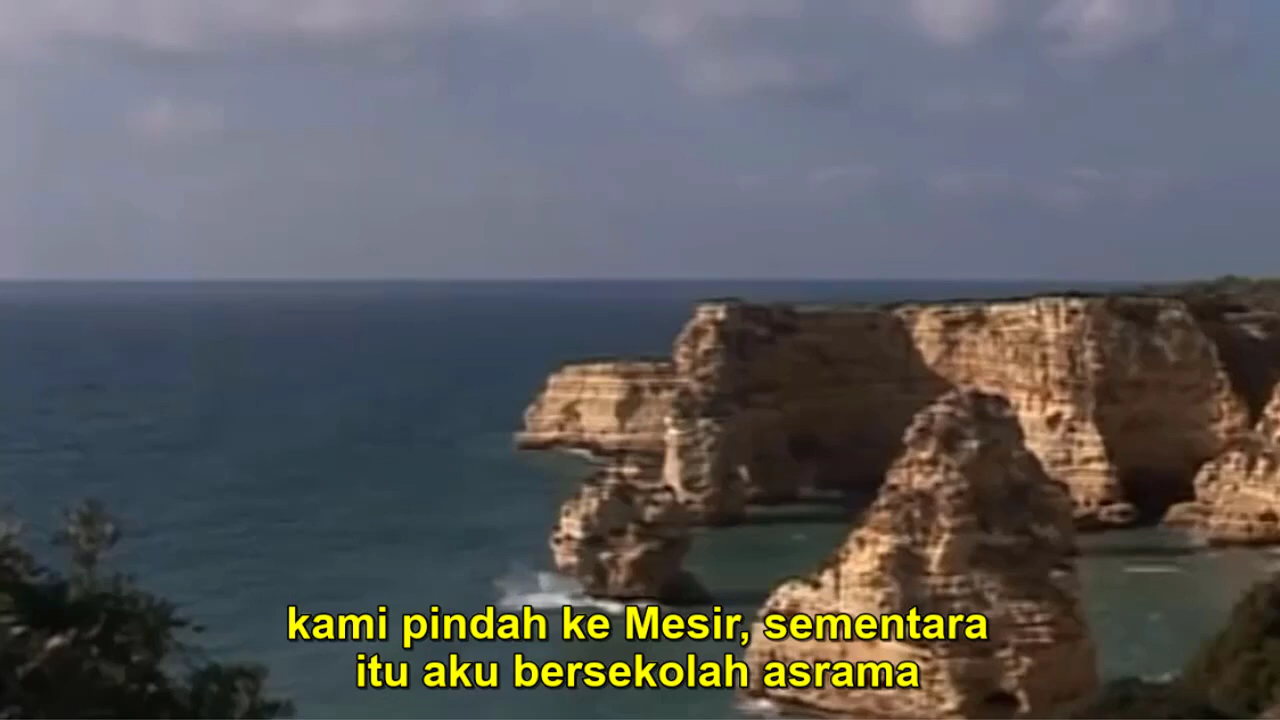 kami pindah ke Mesir, sementara
itu aku bersekolah asrama